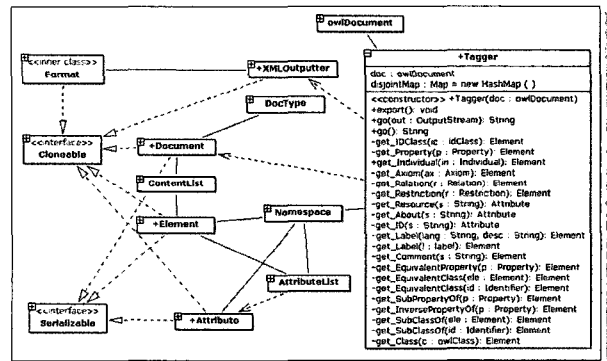 owlDocument
<<inner class>>
Format
+XMLOutputter
DocType
<<interface>>
Cloneable
+Document
ContentList
+Element
Namespace
AttributeList
<<interface>>
Serializable
+Attributo
+Tagger
doc : owlDocument
disjointMap : Map = new HashMap ( )
<<constructor>> +Tagger(doc : owlDocument)
+export(): void
+go(out : OutputStream): String
+go(): String
-get_IDClass(ic : idClass): Element
-get_Property(p : Property): Element
+get_Individual(in : Individual): Element
-get_Axiom(ax : Axiom): Element
-get_Relation(r : Relation): Element
-get_Restriction(r : Restriction): Element
-get_Resource(s : String): Attribute
-get_About(s : String): Attribute
-get_ID(s : String): Attribute
-get_Label(lang : String, desc : String): Element
-get_Label(l : label): Element
-get_Comment(s : String): Element
-get_EquivalentProperty(p : Property): Element
-get_EquivalentClass(ele : Element): Element
-get_EquivalentClass(id : Identifier): Element
-get_SubPropertyOf(p : Property): Element
-get_InversePropertyOf(p : Property): Element
-get_SubClassOf(ele : Element): Element
-get_SubClassOf(id : Identifier): Element
-get_Class(c : owlClass): Element